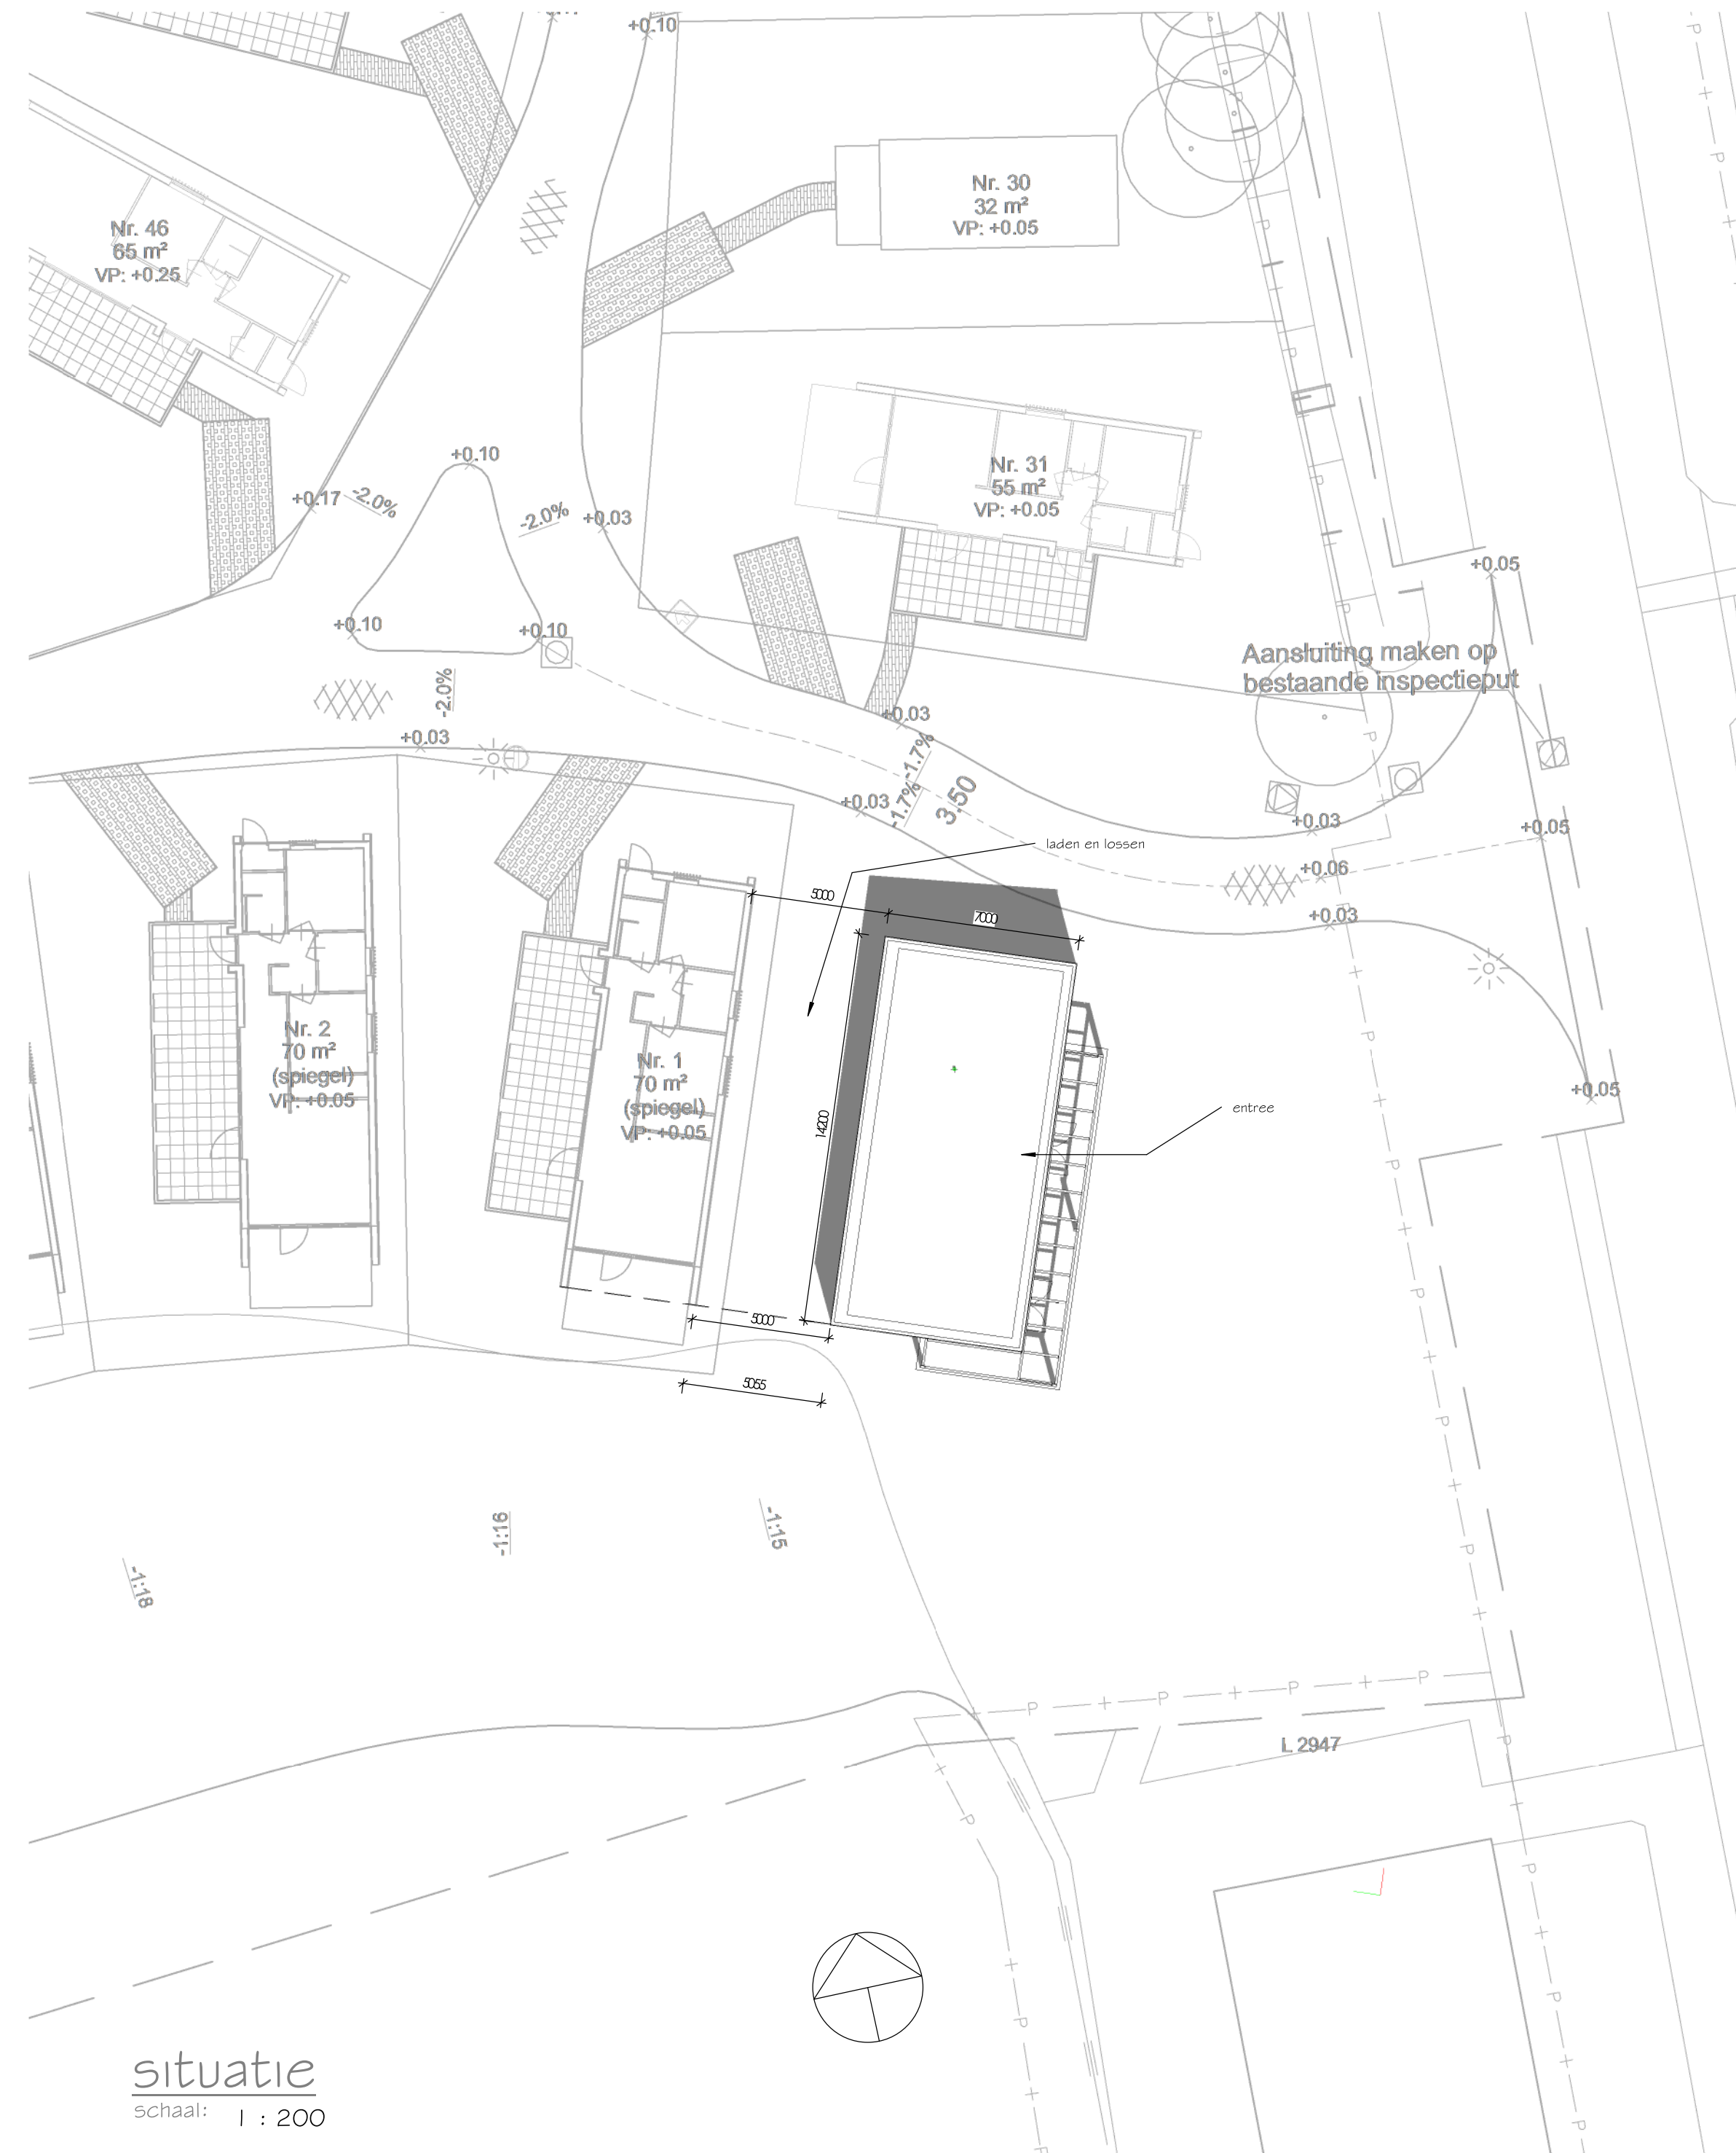 +0.10
Nr. 30
32 m²
VP: +0.05
Nr. 46
65 m²
VP: +0.25
+0.10
+0.17
-2.0%
-2.0%
+0.03
Nr. 31
55 m²
VP: +0.05
+0.05
+0.10
+0.10
Aansluiting maken op
bestaande inspectieput
-2.0%
+0.03
+0.03
-1.7%
-1.7%
3.50
+0.03
+0.03
+0.05
laden en lossen
+0.06
+0.03
5000
7000
Nr. 2
70 m²
(spiegel)
VP: +0.05
Nr. 1
70 m²
(spiegel)
VP: +0.05
14200
entree
+0.05
5000
5055
-1:18
-1:16
-1:15
P
P
P
P
L 2947
situatie
schaal: 1 : 200